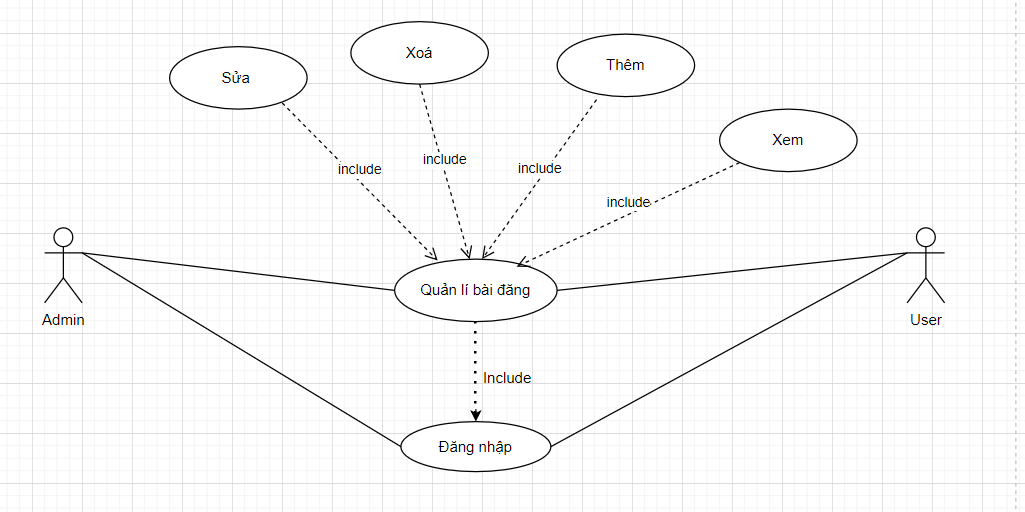 Xoá
Thêm
Sửa
Xem
include
include
include
include
Quản lí bài đăng
Admin
User
Include
Đăng nhập